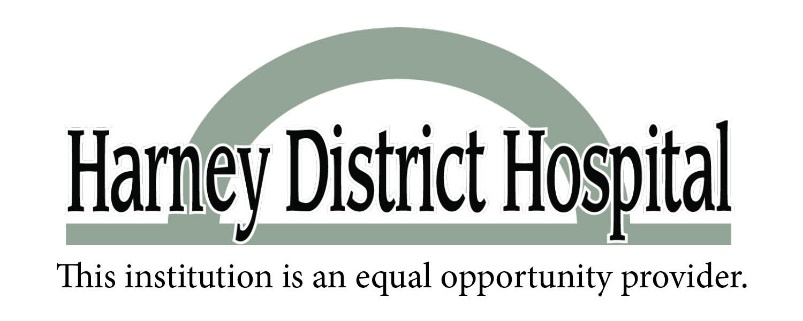 Harney District Hospital
This institution is an equal opportunity provider.